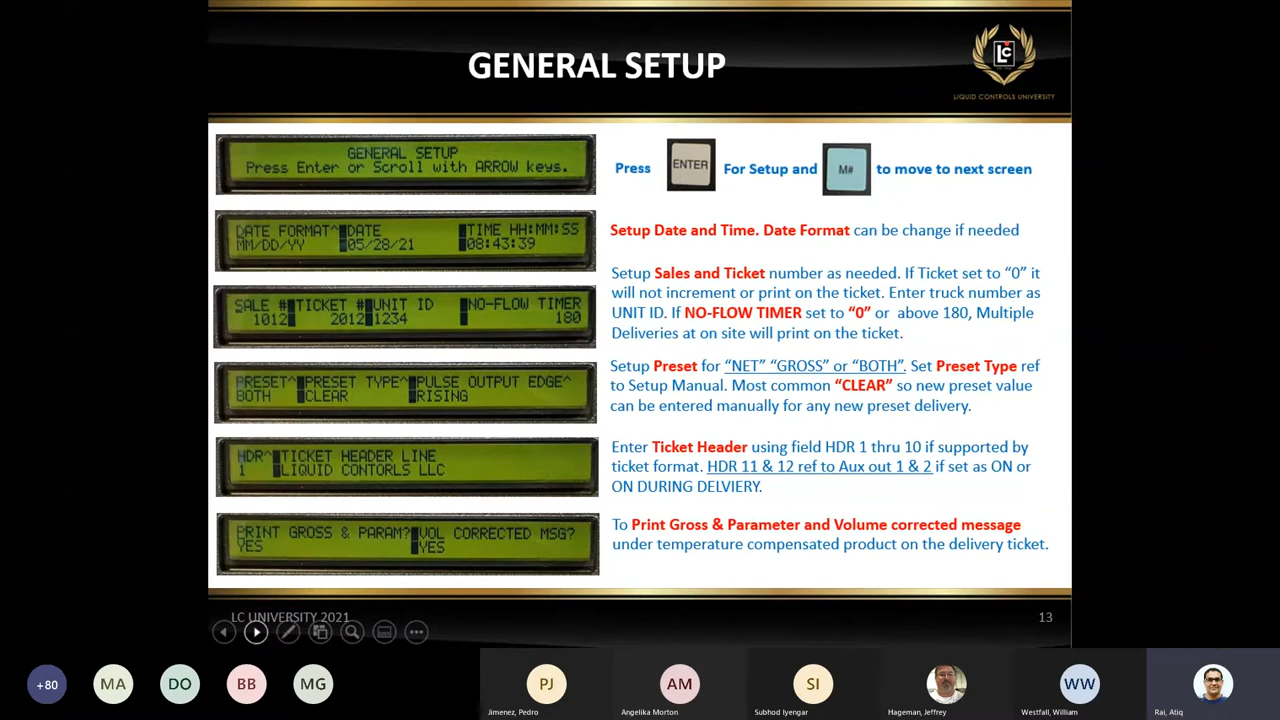 GENERAL SETUP
LC
LIQUID CONTROLS UNIVERSITY
GENERAL SETUP
Press Enter or Scroll with ARROW keys.
Press ENTER For Setup and M# to move to next screen
DATE FORMAT^ DATE TIME HH:MM:SS
MM/DD/YY 05/28/21 08:43:39
Setup Date and Time. Date Format can be change if needed
SALE # TICKET # UNIT ID NO-FLOW TIMER
1012 2012 1234 180
Setup Sales and Ticket number as needed. If Ticket set to “0” it
will not increment or print on the ticket. Enter truck number as
UNIT ID. If NO-FLOW TIMER set to “0” or above 180, Multiple
Deliveries at on site will print on the ticket.
PRESET^ PRESET TYPE^ PULSE OUTPUT EDGE^
BOTH CLEAR RISING
Setup Preset for “NET” “GROSS” or “BOTH”. Set Preset Type ref
to Setup Manual. Most common “CLEAR” so new preset value
can be entered manually for any new preset delivery.
HDR^ TICKET HEADER LINE
1 LIQUID CONTORLS LLC
Enter Ticket Header using field HDR 1 thru 10 if supported by
ticket format. HDR 11 & 12 ref to Aux out 1 & 2 if set as ON or
ON DURING DELVIERY.
PRINT GROSS & PARAM? VOL CORRECTED MSG?
YES YES
To Print Gross & Parameter and Volume corrected message
under temperature compensated product on the delivery ticket.
LC UNIVERSITY 2021
13
+80 MA DO BB MG PJ AM SI WW
Jimenez, Pedro Angelika Morton Subhod Iyengar Hageman, Jeffrey Westfall, William Rai, Atiq